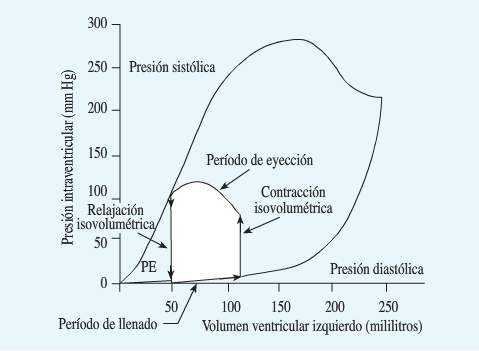 300
250
200
150
100
50
0
Presión intraventricular (mm Hg)
Presión sistólica
Período de eyección
Contracción
isovolumétrica
Relajación
isovolumétrica
PE
Presión diastólica
50 100 150 200 250
Período de llenado
Volumen ventricular izquierdo (mililitros)